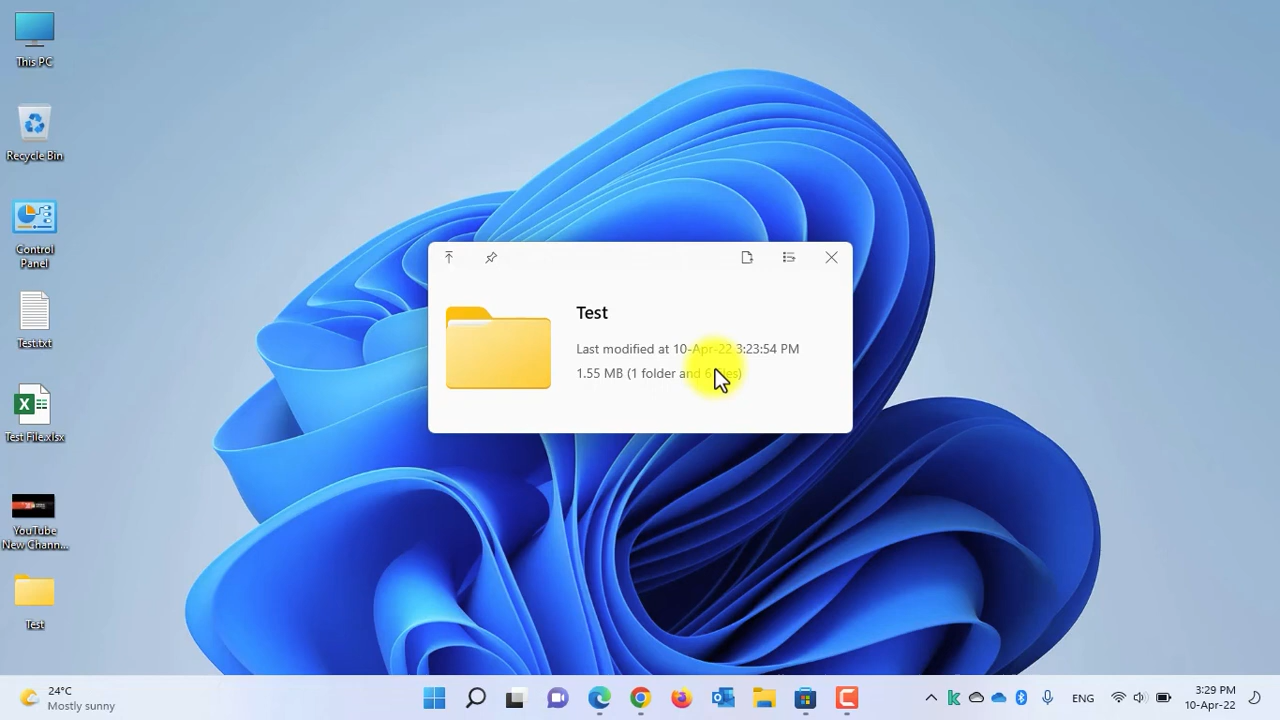 This PC
Recycle Bin
Control
Panel
Test.txt
Test File.xlsx
YouTube
New Chann...
Test
Test
Last modified at 10-Apr-22 3:23:54 PM
1.55 MB (1 folder and 6 files)
24°C
Mostly sunny
ENG
3:29 PM
10-Apr-22